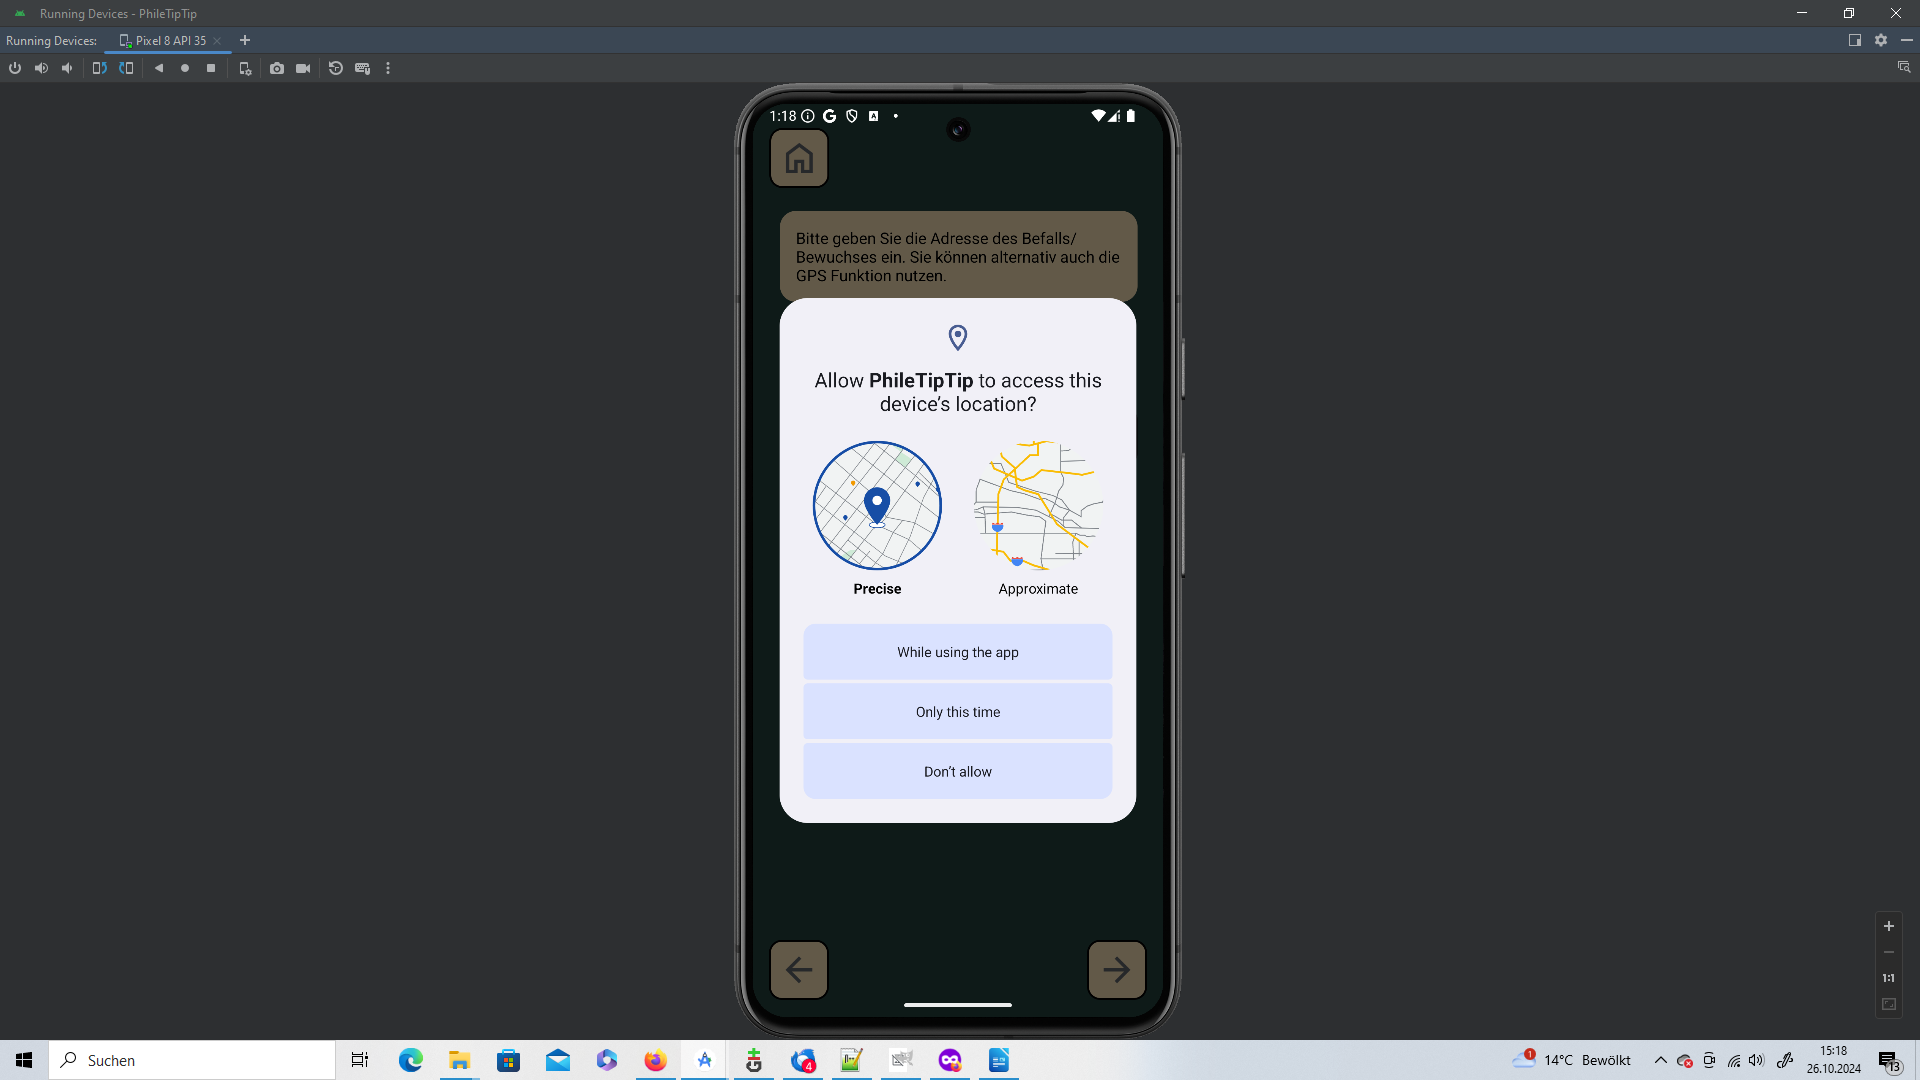 Running Devices - PhileTipTip
Running Devices:
Pixel 8 API 35
1:18
Bitte geben Sie die Adresse des Befalls/
Bewuchses ein. Sie können alternativ auch die
GPS Funktion nutzen.
Allow PhileTipTip to access this
device’s location?
Precise
Approximate
While using the app
Only this time
Don’t allow
1:1
Suchen
4
1
14°C Bewölkt
15:18
26.10.2024
13